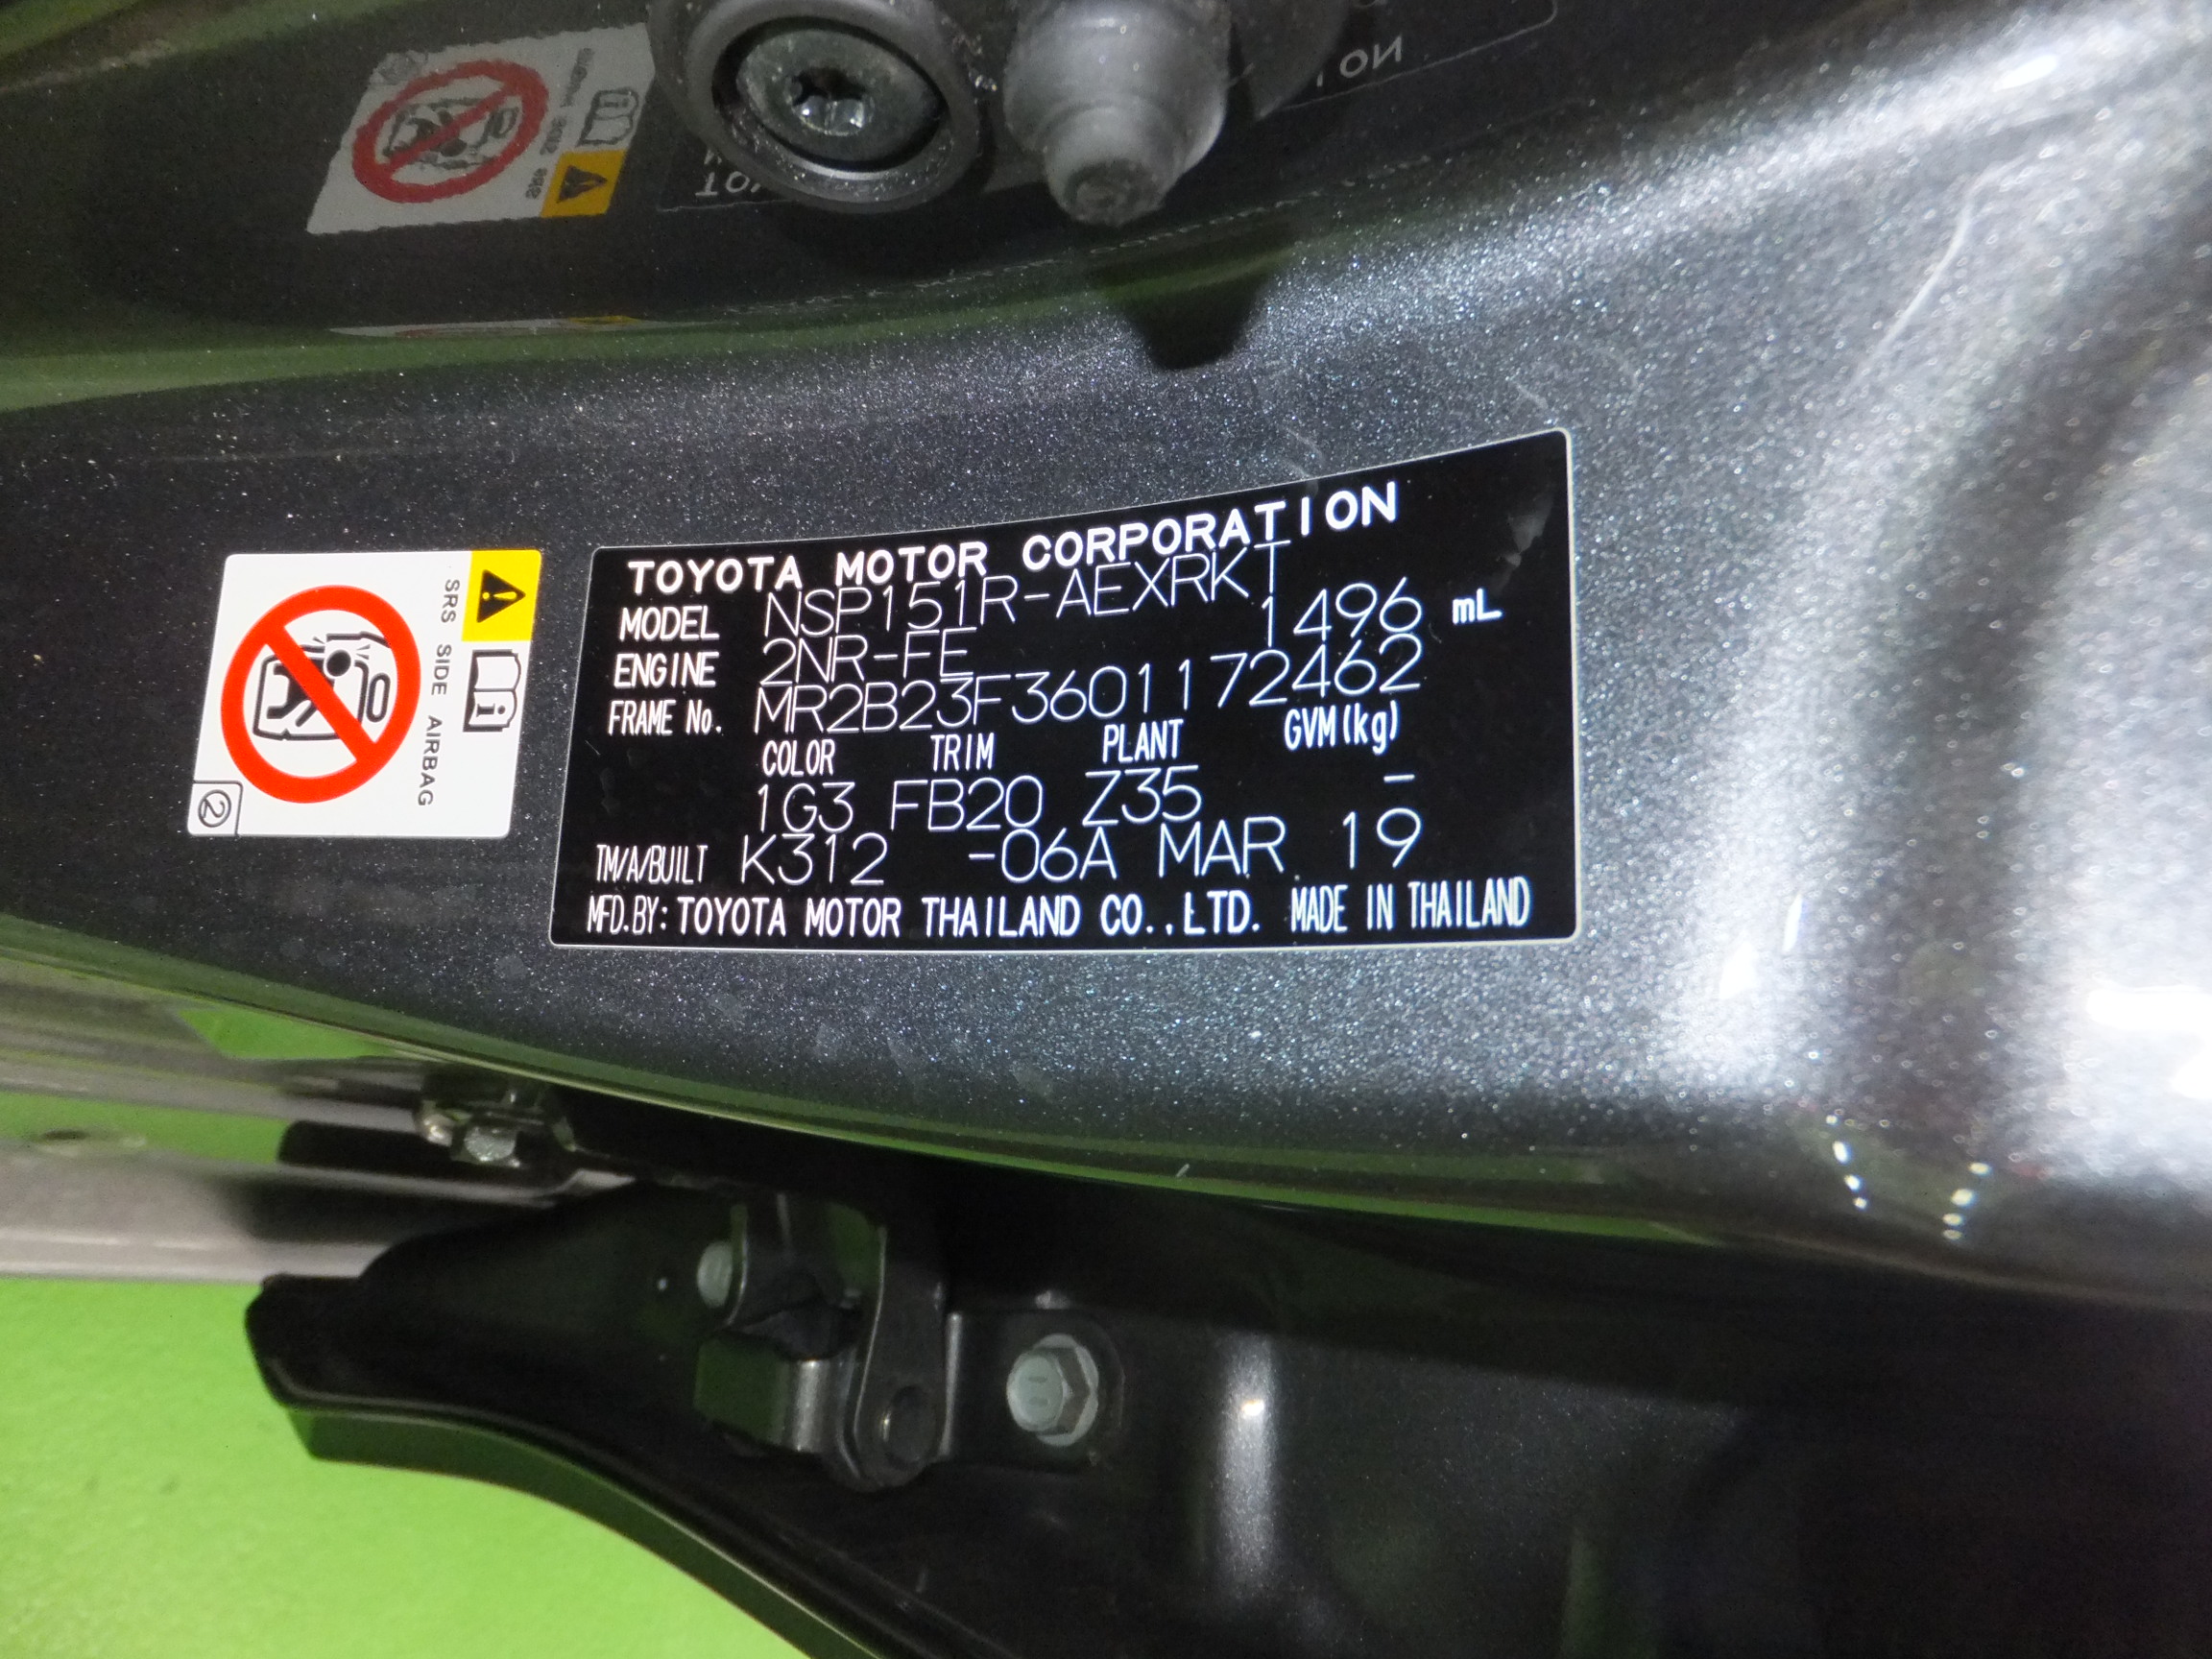 TOYOTA MOTOR CORPORATION
MODEL NSP151R-AEXRKT
ENGINE 2NR-FE 1496 mL
FRAME No. MR2B23F3601172462
COLOR TRIM PLANT GVM(kg)
1G3 FB20 Z35 -
TM/A/BUILT K312 -06A MAR. 19
MFD.BY: TOYOTA MOTOR THAILAND CO.,LTD. MADE IN THAILAND
SRS SIDE AIRBAG
2